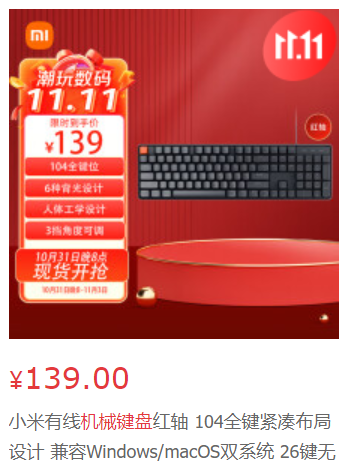 11.11
潮玩数码
11.11
限时到手价
¥139
红轴
104全键位
6种背光设计
人体工学设计
3挡角度可调
10月31日晚8点
现货开抢
10月31日晚8-11月3日
¥139.00
小米有线机械键盘红轴 104全键紧凑布局
设计 兼容Windows/macOS双系统 26键无